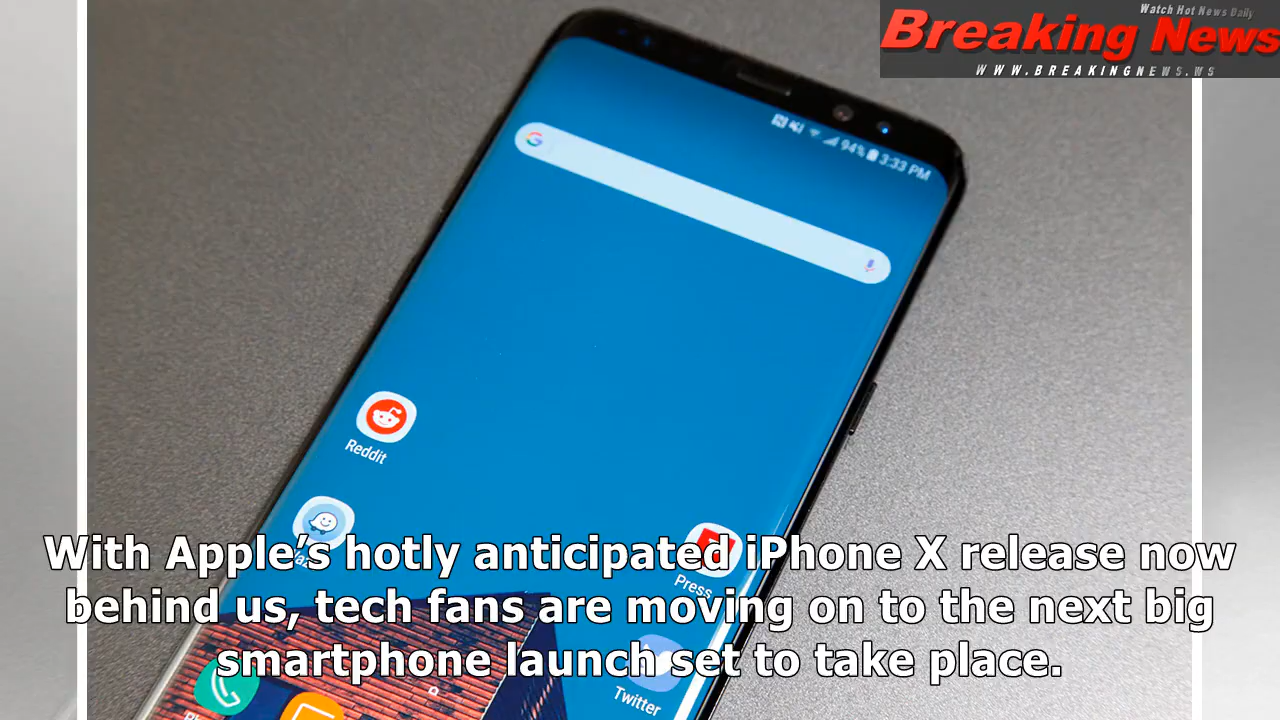 Watch Hot News Daily
Breaking News
WWW.BREAKINGNEWS.WS
94% 3:33 PM
Reddit
With Apple’s hotly anticipated iPhone X release now
behind us, tech fans are moving on to the next big
smartphone launch set to take place.
Press
Twitter